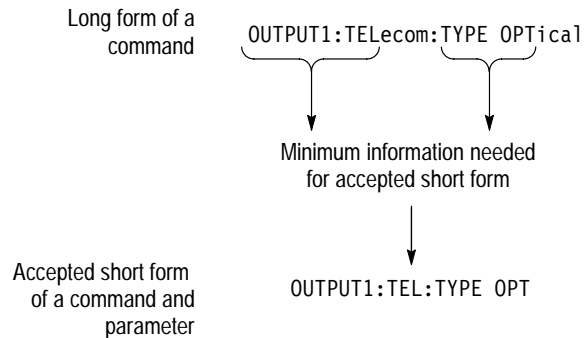 Long form of a
command
OUTPUT1:TELecom:TYPE OPTical
Minimum information needed
for accepted short form
Accepted short form
of a command and
parameter
OUTPUT1:TEL:TYPE OPT